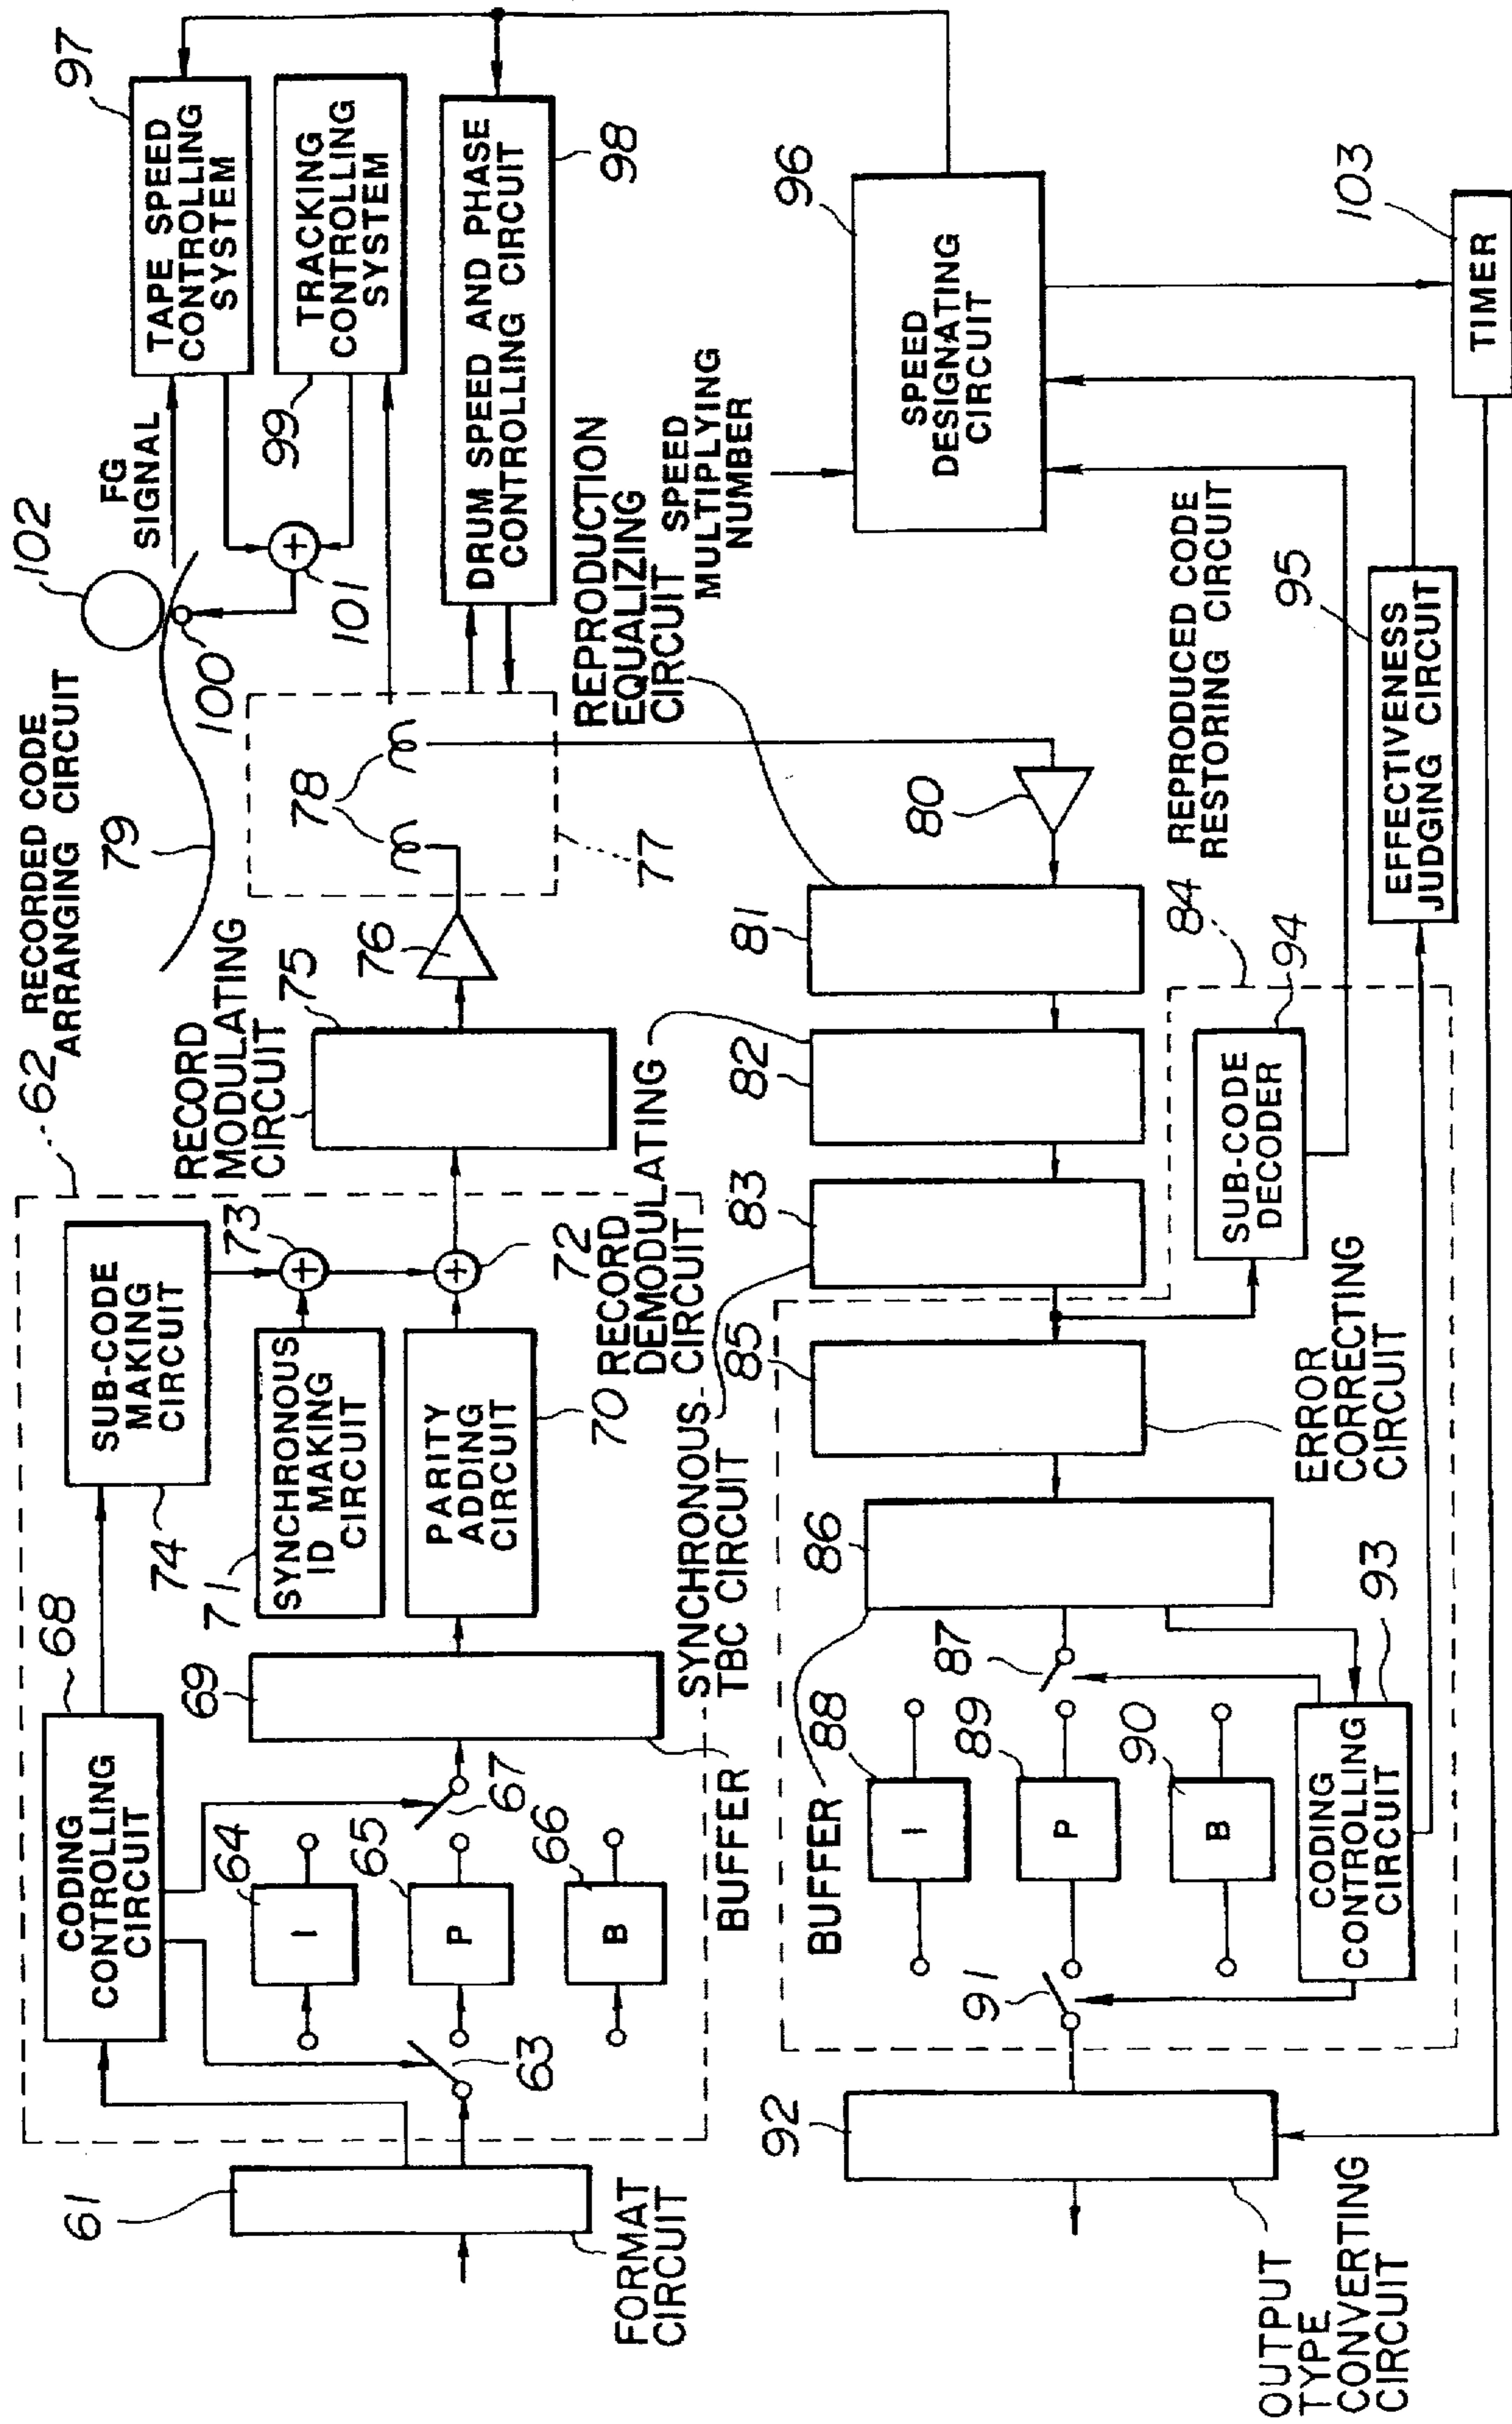 62
RECORDED CODE
ARRANGING CIRCUIT
68
CODING
CONTROLLING
CIRCUIT
SUB-CODE
MAKING
CIRCUIT
74
73
71
SYNCHRONOUS
ID MAKING
CIRCUIT
PARITY
ADDING
CIRCUIT
70
72
69
BUFFER
67
64
I
65
P
66
B
63
61
FORMAT
CIRCUIT
RECORD
MODULATING
CIRCUIT
75
76
77
78
79
100
101
102
FG
SIGNAL
97
TAPE SPEED
CONTROLLING
SYSTEM
99
TRACKING
CONTROLLING
SYSTEM
DRUM SPEED AND PHASE
CONTROLLING CIRCUIT
98
REPRODUCTION
EQUALIZING
CIRCUIT
SPEED
MULTIPLYING
NUMBER
96
SPEED
DESIGNATING
CIRCUIT
103
TIMER
80
81
RECORD
DEMODULATING
CIRCUIT
82
SYNCHRONOUS
TBC CIRCUIT
83
84
REPRODUCED CODE
RESTORING CIRCUIT
94
SUB-CODE
DECODER
95
EFFECTIVENESS
JUDGING CIRCUIT
85
ERROR
CORRECTING
CIRCUIT
86
BUFFER
87
88
I
89
P
90
B
93
CODING
CONTROLLING
CIRCUIT
91
92
OUTPUT
TYPE
CONVERTING
CIRCUIT